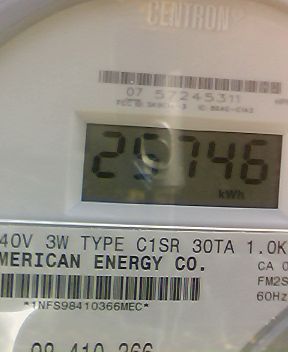 CENTRON
07 57245311
25746
kWh
40V 3W TYPE C1SR 30TA 1.0K
MERICAN ENERGY CO.
CA 0
FM2S
*1NFS98410366MEC*
60Hz
98 410 366